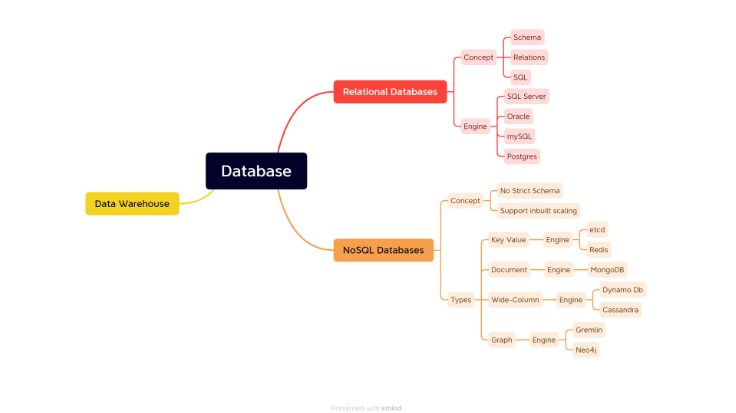 Database
Relational Databases
Concept
Schema
Relations
SQL
Engine
SQL Server
Oracle
mySQL
Postgres
NoSQL Databases
Concept
No Strict Schema
Support inbuilt scaling
Types
Key Value
Engine
etcd
Redis
Document
Engine
MongoDB
Wide-Column
Engine
Dynamo Db
Cassandra
Graph
Engine
Gremlin
Neo4j
Data Warehouse
Presented with xmind